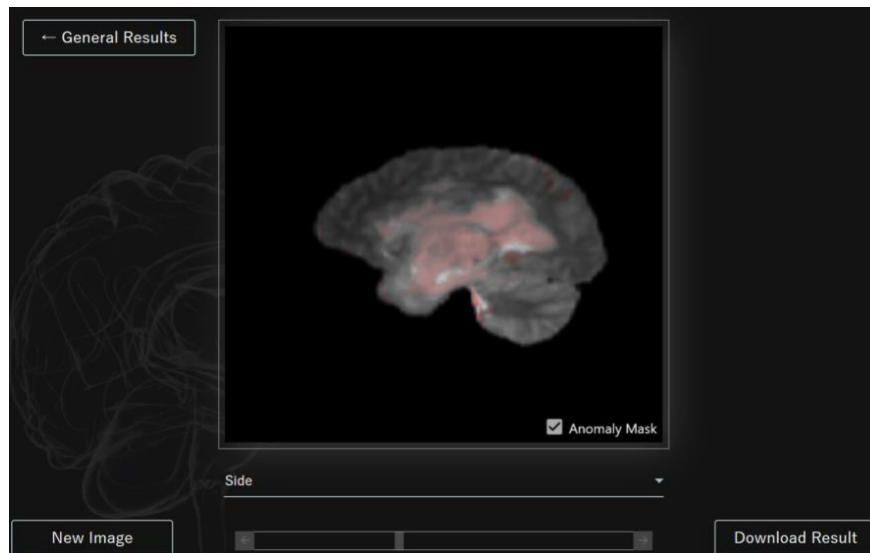 ← General Results
Anomaly Mask
Side
New Image
Download Result